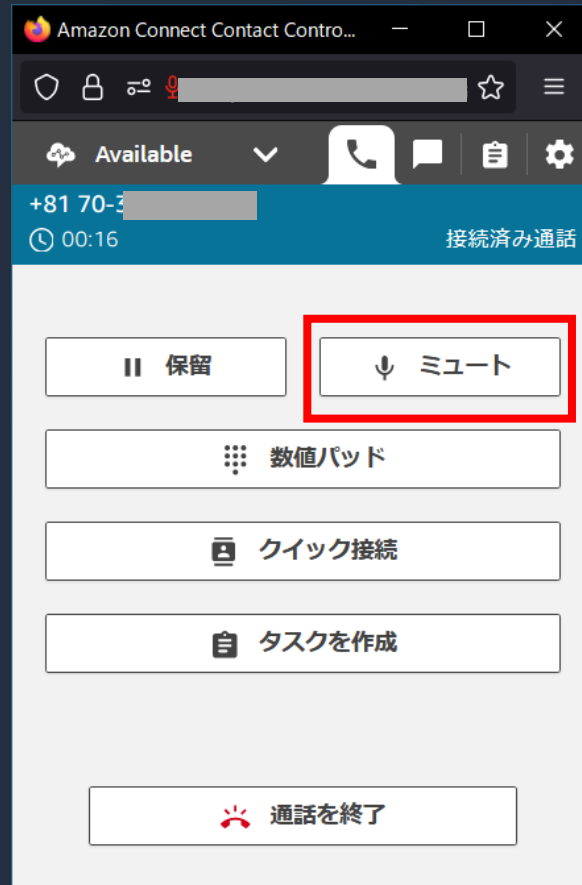 Amazon Connect Contact Contro...
Available
+81 70-3
00:16 接続済み通話
保留 ミュート
数値パッド
クイック接続
タスクを作成
通話を終了